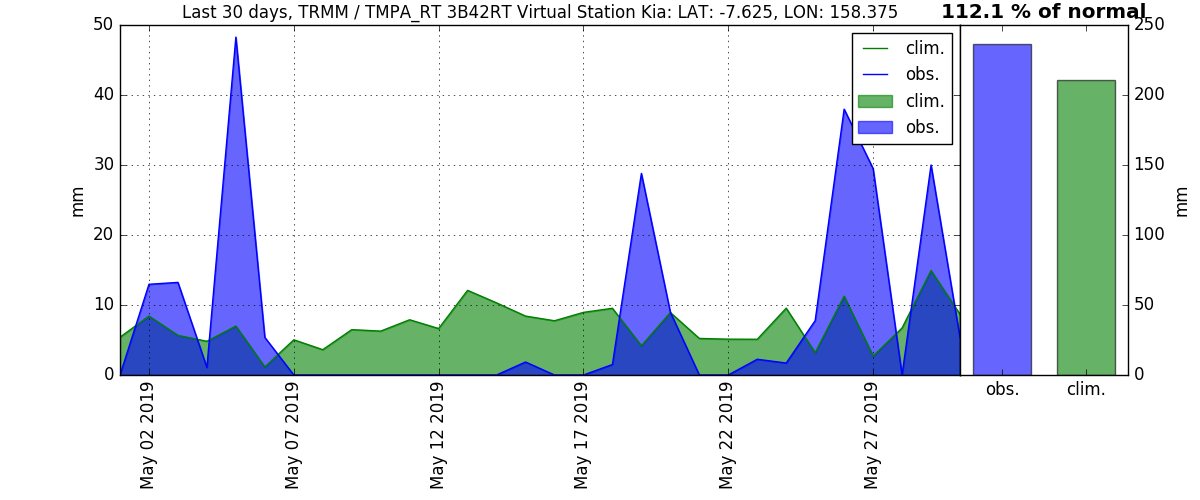 Last 30 days, TRMM / TMPA_RT 3B42RT Virtual Station Kia: LAT: -7.625, LON: 158.375
112.1 % of normal
50
40
30
20
10
0
mm
clim.
obs.
clim.
obs.
250
200
150
100
50
0
mm
May 02 2019
May 07 2019
May 12 2019
May 17 2019
May 22 2019
May 27 2019
obs.
clim.